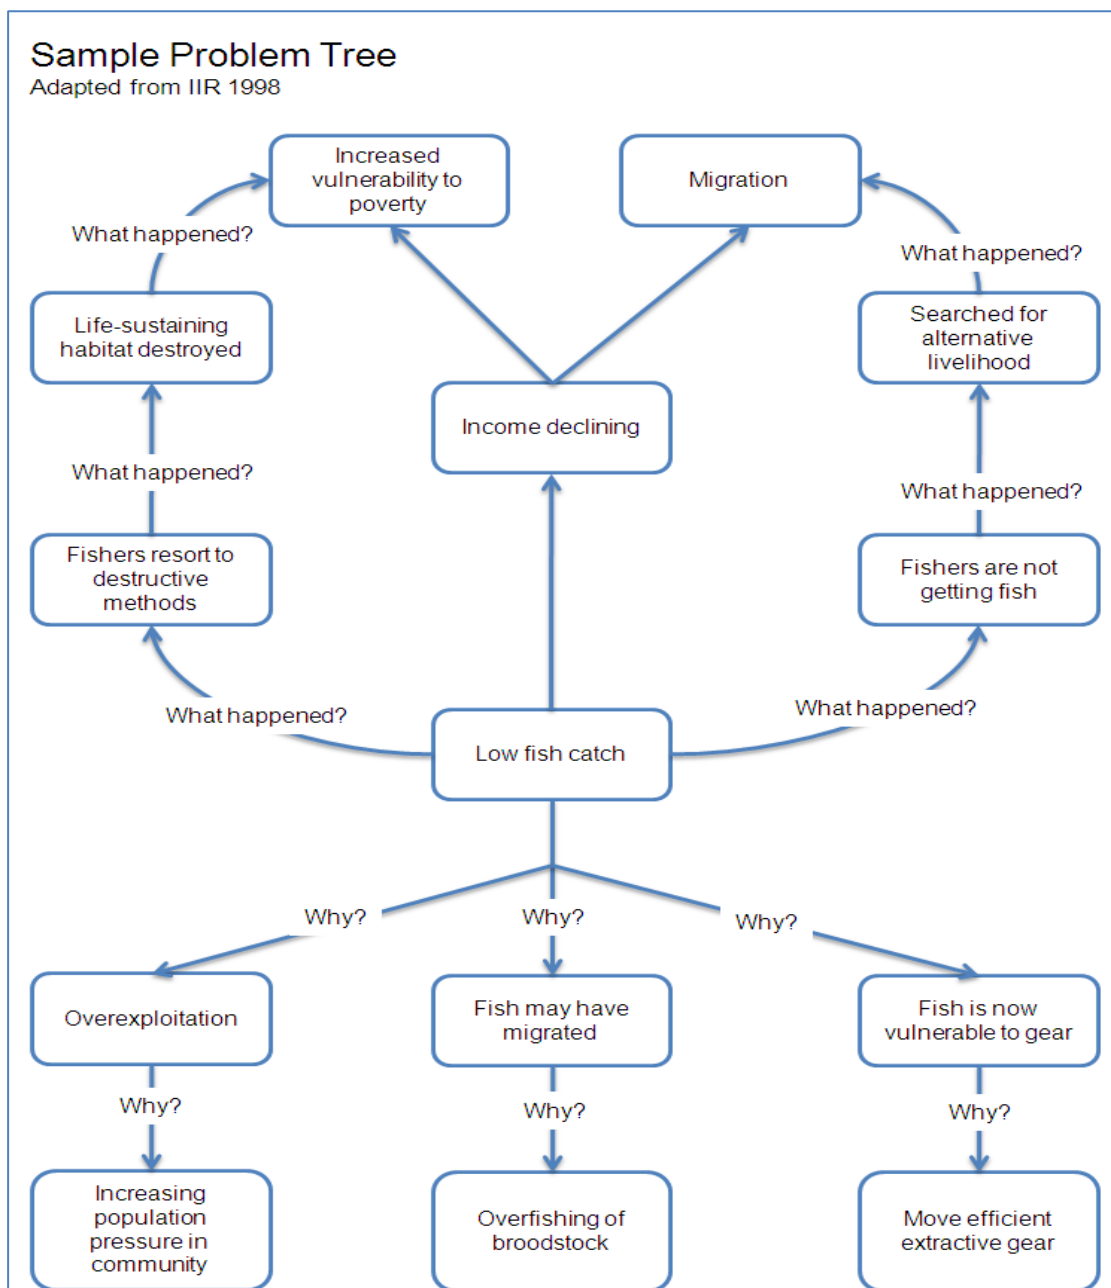 Sample Problem Tree
Adapted from IIR 1998
Increased
vulnerability to
poverty
Migration
What happened?
What happened?
Life-sustaining
habitat destroyed
Searched for
alternative
livelihood
Income declining
What happened?
What happened?
Fishers resort to
destructive
methods
Fishers are not
getting fish
What happened?
What happened?
Low fish catch
Why?
Why?
Why?
Overexploitation
Fish may have
migrated
Fish is now
vulnerable to gear
Why?
Why?
Why?
Increasing
population
pressure in
community
Overfishing of
broodstock
Move efficient
extractive gear